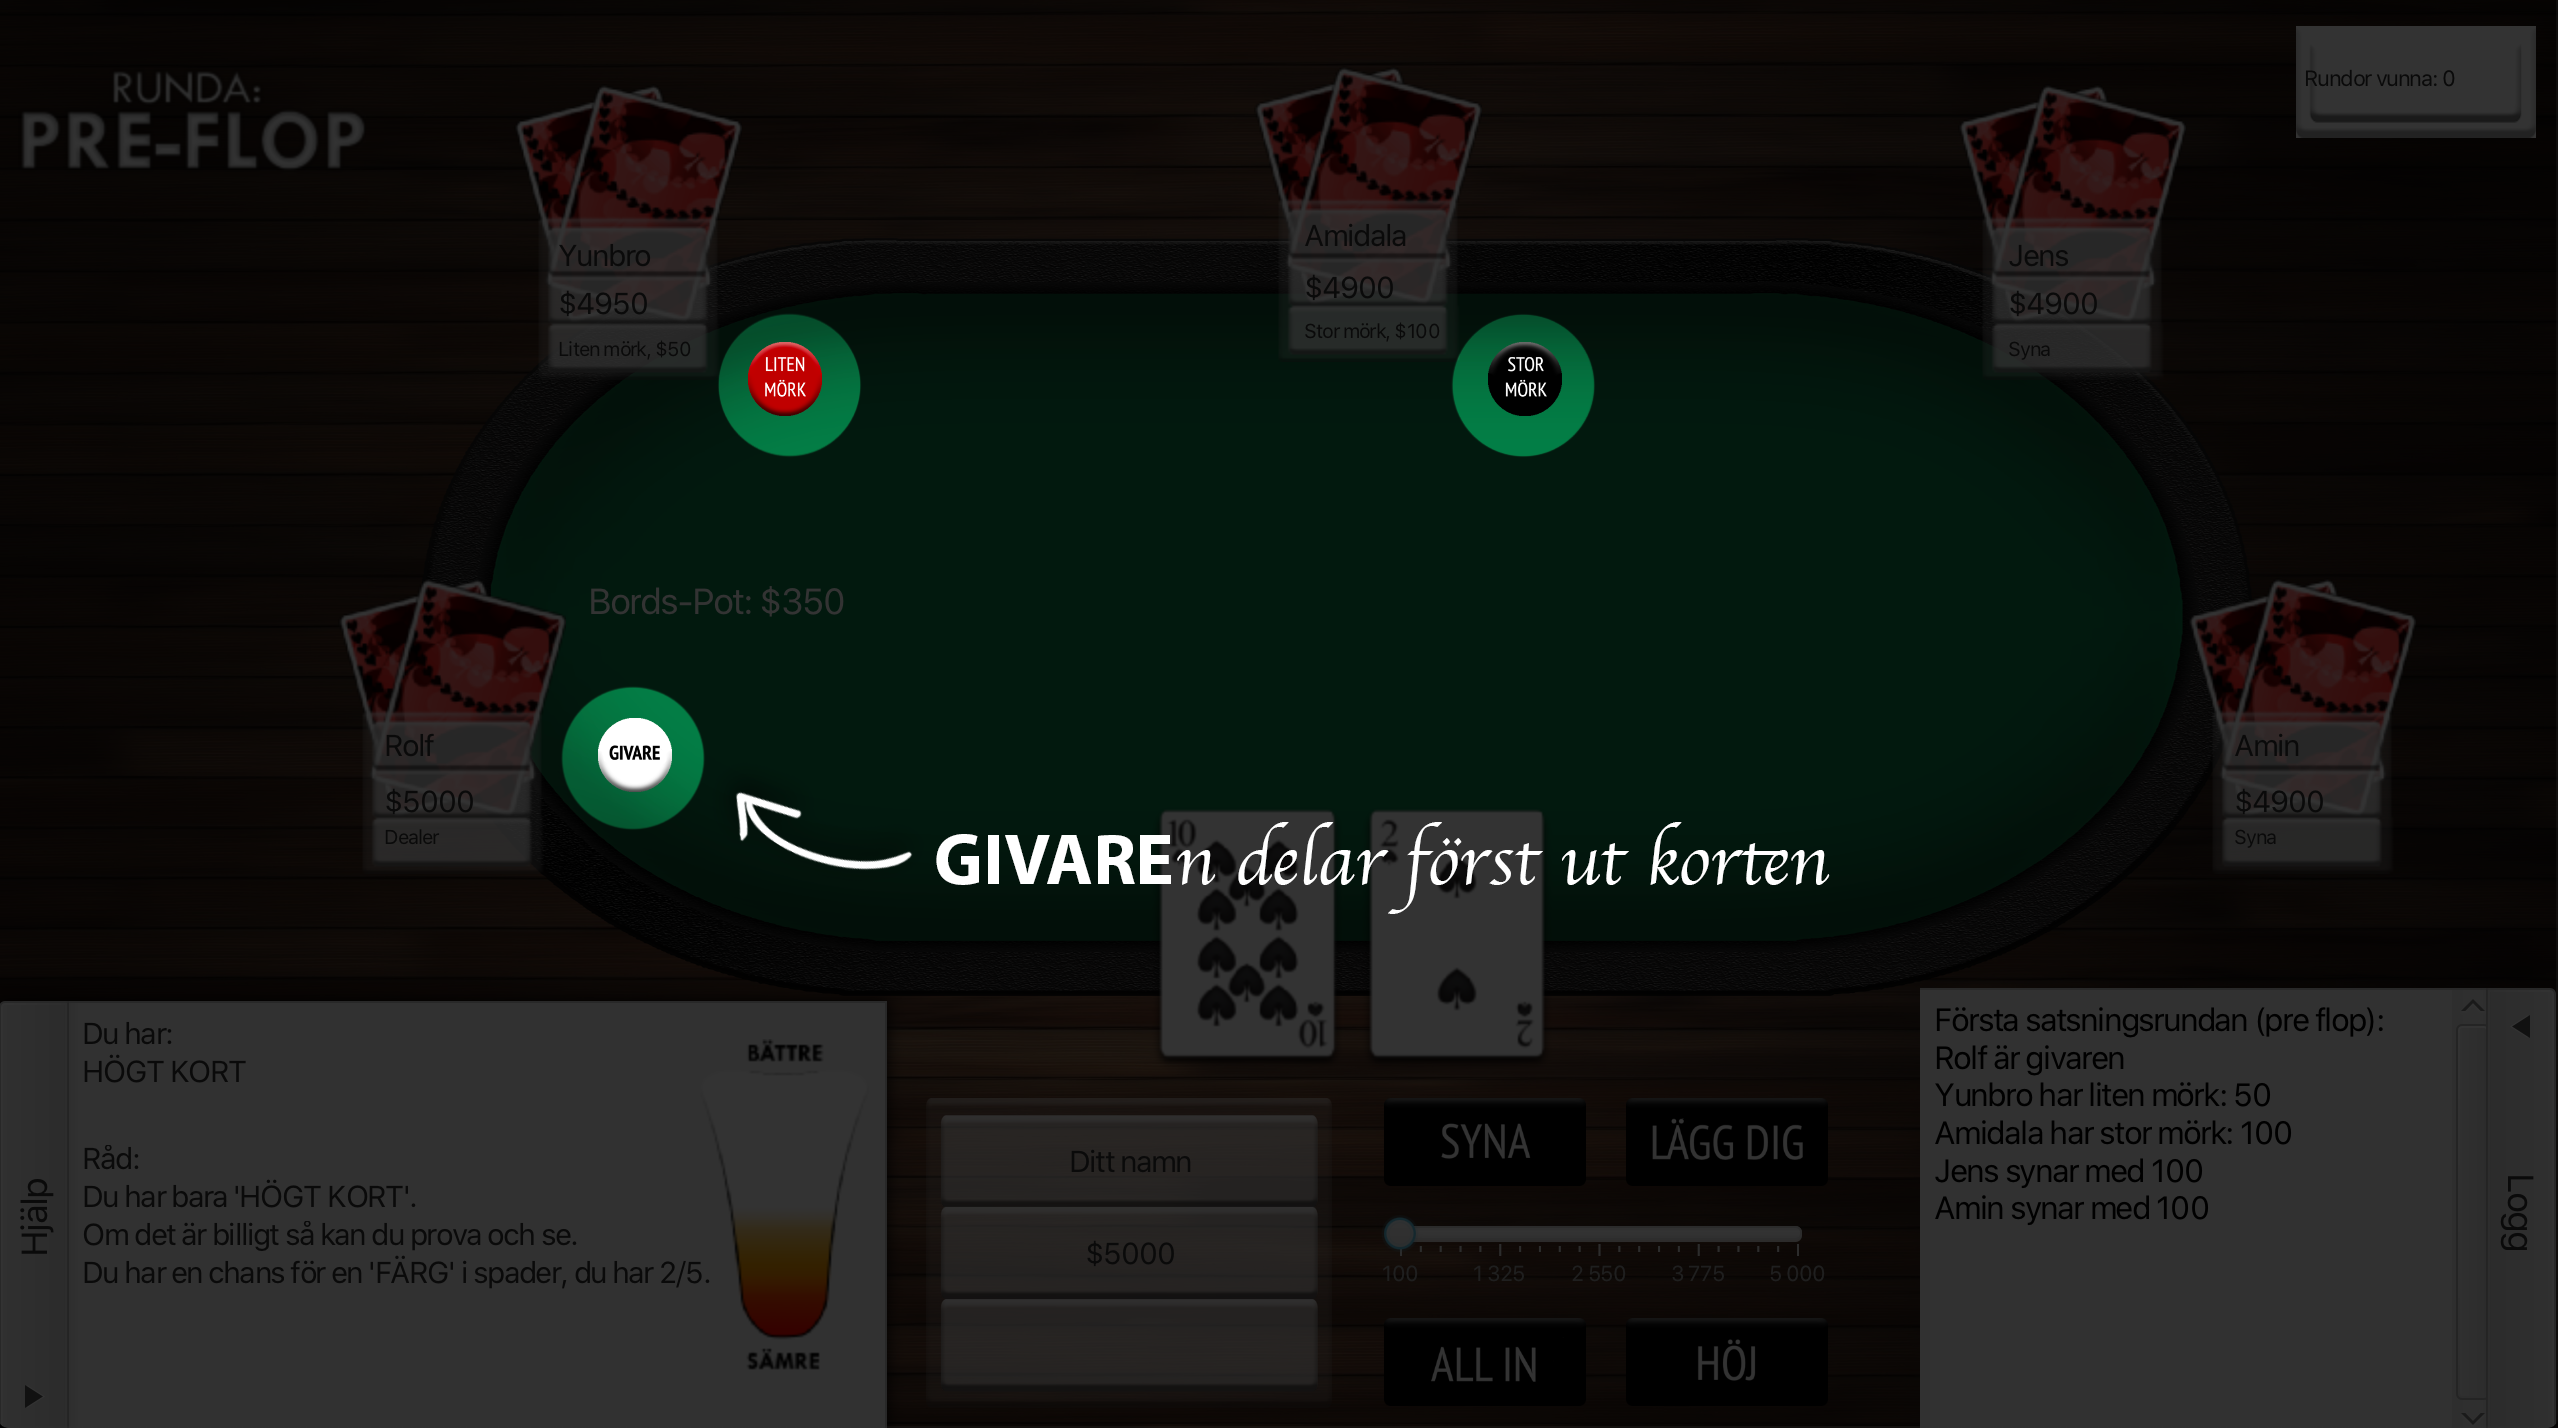 RUNDA:
PRE-FLOP
Rundor vunna: 0
Yunbro
$4950
Liten mörk, $50
Amidala
$4900
Stor mörk, $100
Jens
$4900
Syna
LITEN
MÖRK
STOR
MÖRK
Bords-Pot: $350
Rolf
$5000
Dealer
GIVARE
Amin
$4900
Syna
GIVAREn delar först ut korten
10
10
2
2
Hjälp
Du har:
HÖGT KORT
Råd:
Du har bara 'HÖGT KORT'.
Om det är billigt så kan du prova och se.
Du har en chans för en 'FÄRG' i spader, du har 2/5.
BÄTTRE
SÄMRE
Ditt namn
$5000
SYNA
LÄGG DIG
100 1 325 2 550 3 775 5 000
ALL IN
HÖJ
Första satsningsrundan (pre flop):
Rolf är givaren
Yunbro har liten mörk: 50
Amidala har stor mörk: 100
Jens synar med 100
Amin synar med 100
Logg